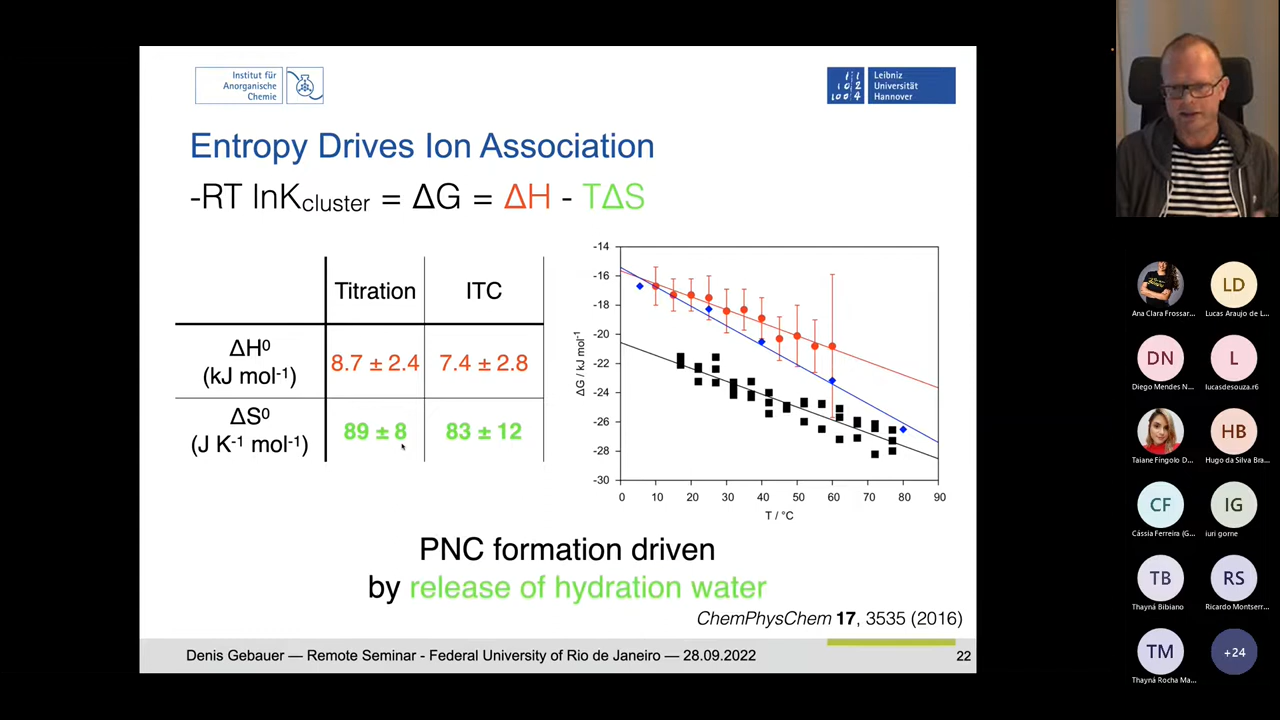 Institut für
Anorganische
Chemie
Leibniz
Universität
Hannover
Entropy Drives Ion Association
-RT lnKcluster = ΔG = ΔH - TΔS
Titration
ITC
ΔH⁰
(kJ mol⁻¹)
8.7 ± 2.4
7.4 ± 2.8
ΔS⁰
(J K⁻¹ mol⁻¹)
89 ± 8
83 ± 12
-14
-16
-18
-20
-22
-24
-26
-28
-30
ΔG / kJ mol⁻¹
0 10 20 30 40 50 60 70 80 90
T / °C
PNC formation driven
by release of hydration water
ChemPhysChem 17, 3535 (2016)
Denis Gebauer — Remote Seminar - Federal University of Rio de Janeiro — 28.09.2022
22
Ana Clara Frossar...
LD
Lucas Araujo de L...
DN
Diego Mendes N...
L
lucasdesouza.r6
Taiane Fingolo D...
HB
Hugo da Silva Bra...
CF
Cássia Ferreira (G...
IG
iuri gorne
TB
Thayná Bibiano
RS
Ricardo Montserr...
TM
Thayná Rocha Ma...
+24